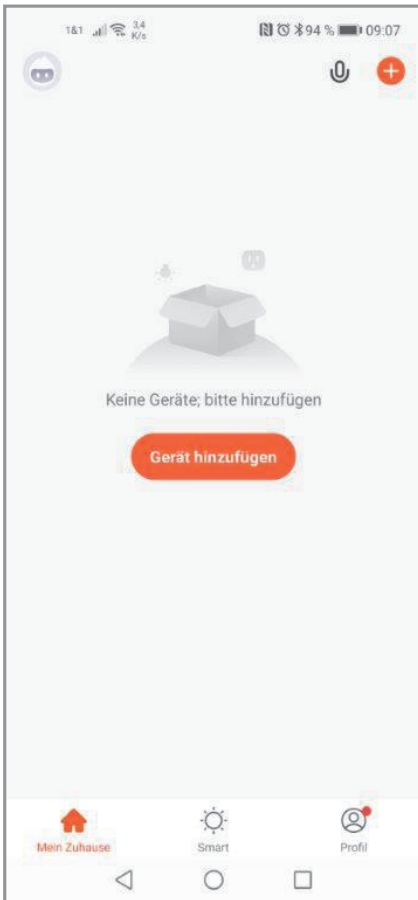 1&1 3,4 K/s 94 % 09:07
Keine Geräte; bitte hinzufügen
Gerät hinzufügen
Mein Zuhause Smart Profil